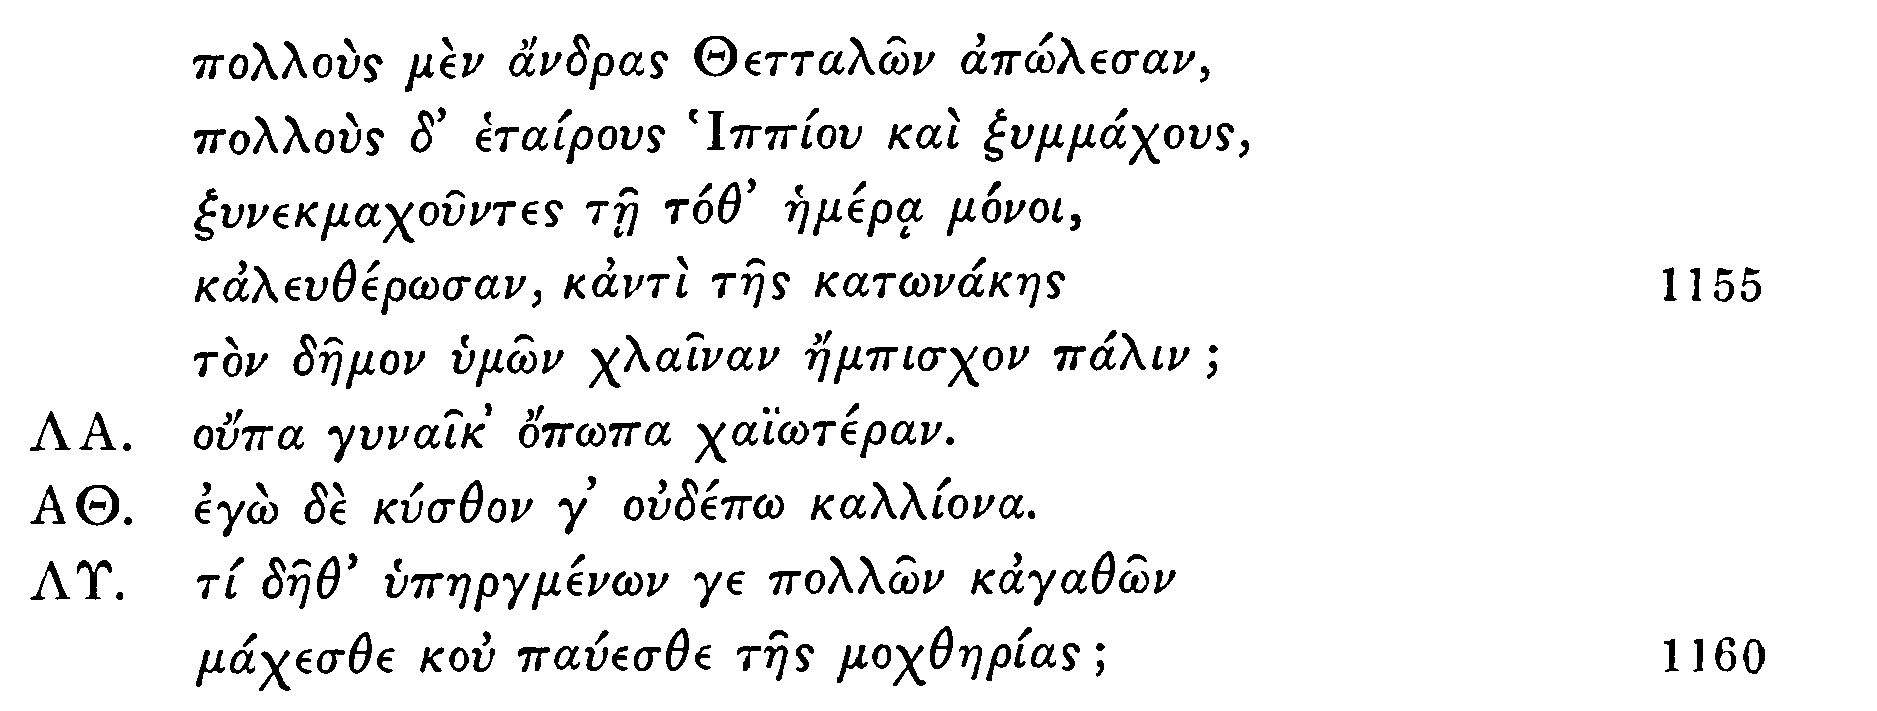 πολλοὺς μὲν ἄνδρας Θετταλῶν ἀπώλεσαν,
πολλοὺς δ’ ἑταίρους Ἱππίου καὶ ξυμμάχους,
ξυνεκμαχοῦντες τῇ τόθ’ ἡμέρᾳ μόνοι,
κἀλευθέρωσαν, κἀντὶ τῆς κατωνάκης 1155
τὸν δῆμον ὑμῶν χλαῖναν ἤμπισχον πάλιν ;
ΛΑ. οὔπα γυναῖκ’ ὄπωπα χαϊωτέραν.
ΑΘ. ἐγὼ δὲ κύσθον γ’ οὐδέπω καλλίονα.
ΛΥ. τί δῆθ’ ὑπηργμένων γε πολλῶν κἀγαθῶν
μάχεσθε κοὐ παύεσθε τῆς μοχθηρίας ; 1160